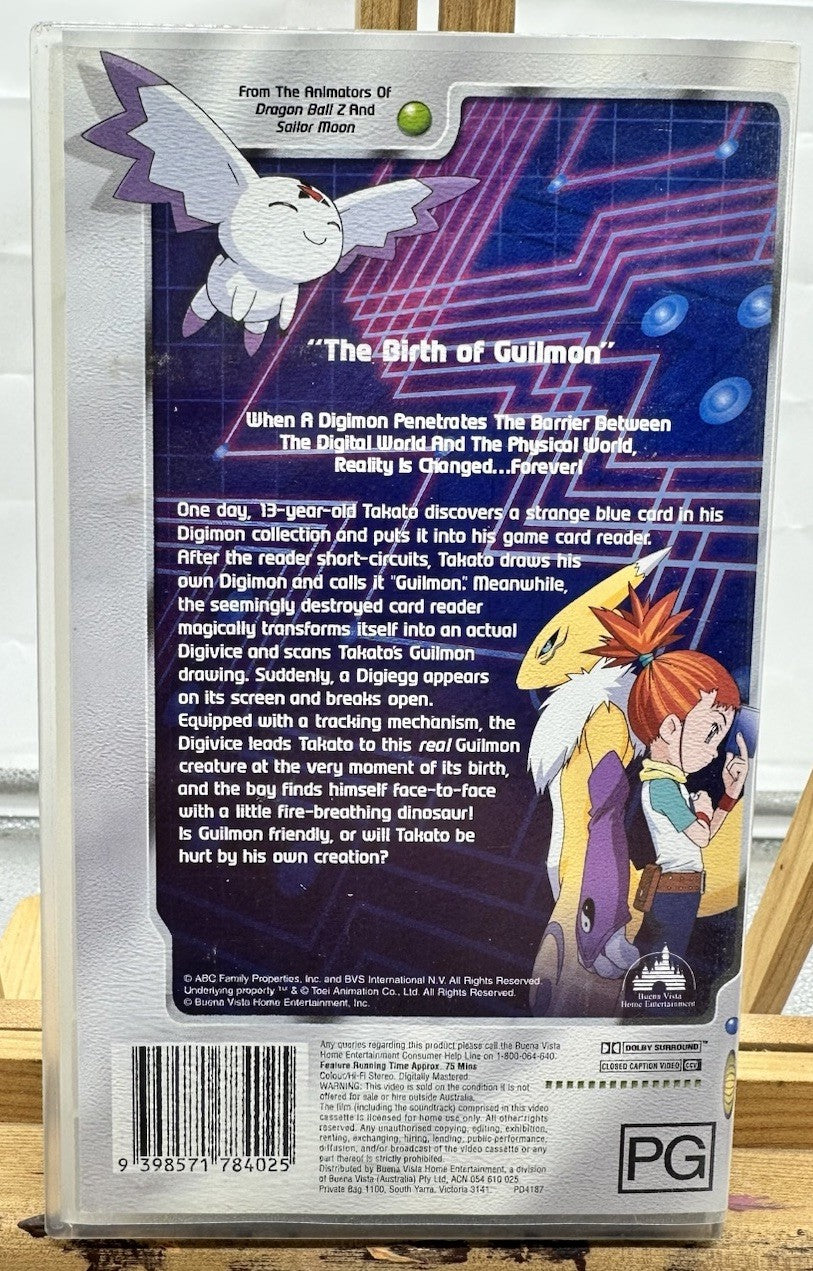 From The Animators Of
Dragon Ball Z And
Sailor Moon
"The Birth of Guilmon"
When A Digimon Penetrates The Barrier Between
The Digital World And The Physical World,
Reality Is Changed...Forever!
One day, 13-year-old Takato discovers a strange blue card in his
Digimon collection and puts it into his game card reader.
After the reader short-circuits, Takato draws his
own Digimon and calls it "Guilmon." Meanwhile,
the seemingly destroyed card reader
magically transforms itself into an actual
Digivice and scans Takato's Guilmon
drawing. Suddenly, a Digiegg appears
on its screen and breaks open.
Equipped with a tracking mechanism, the
Digivice leads Takato to this real Guilmon
creature at the very moment of its birth,
and the boy finds himself face-to-face
with a little fire-breathing dinosaur!
Is Guilmon friendly, or will Takato be
hurt by his own creation?
© ABC Family Properties, Inc. and BVS International N.V. All Rights Reserved.
Underlying property ™ & © Toei Animation Co., Ltd. All Rights Reserved.
© Buena Vista Home Entertainment, Inc.
Buena Vista
Home Entertainment
Any queries regarding this product please call the Buena Vista
Home Entertainment Consumer Help Line on 1-800-064-640.
Feature Running Time Approx. 75 Mins
Colour/Hi-Fi Stereo. Digitally Mastered
WARNING: This video is sold on the condition it is not
offered for sale or hire outside Australia.
The film (including the soundtrack) comprised in this video
cassette is licensed for home use only. All other rights
reserved. Any unauthorised copying, editing, exhibition,
renting, exchanging, hiring, lending, public performance,
diffusion, and/or broadcast of the video cassette or any
part thereof is strictly prohibited.
Distributed by Buena Vista Home Entertainment, a division
of Buena Vista (Australia) Pty Ltd, ACN 054 610 025.
Private Bag 1100, South Yarra, Victoria 3141. PD4187
DOLBY SURROUND™
CLOSED CAPTION VIDEO CCV
PG
9 398571 784025